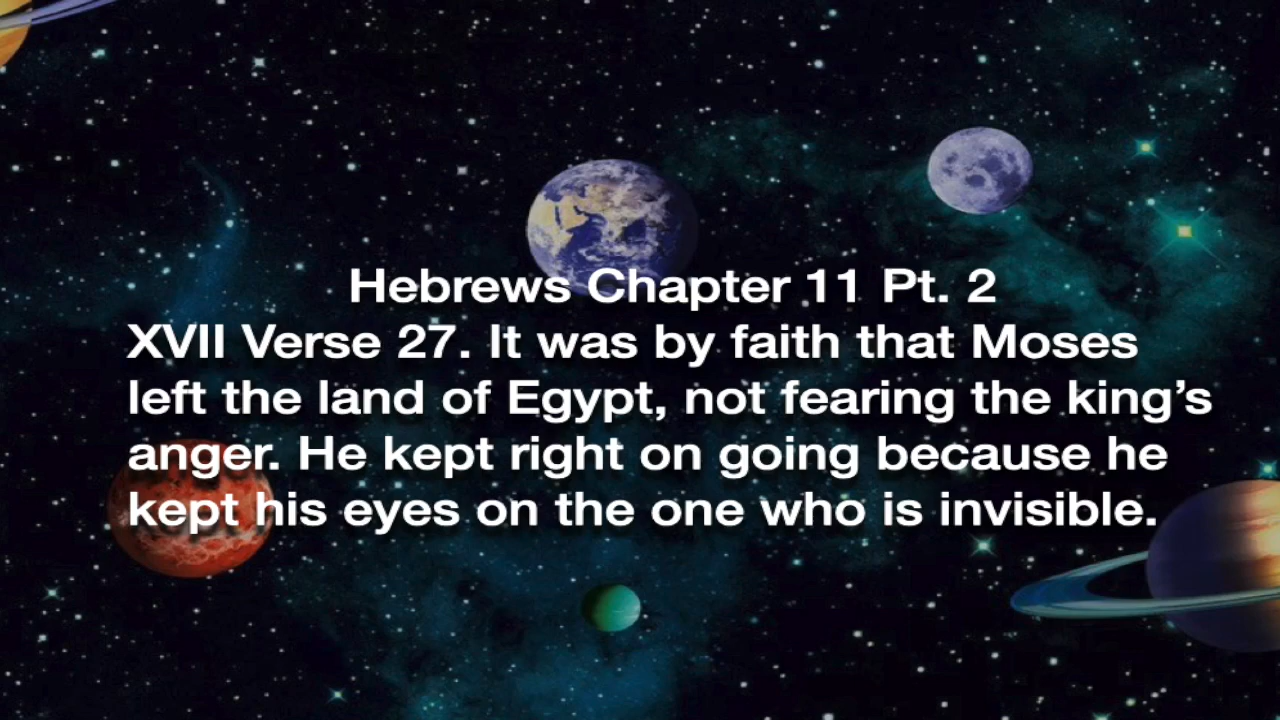 Hebrews Chapter 11 Pt. 2
XVII Verse 27. It was by faith that Moses
left the land of Egypt, not fearing the king’s
anger. He kept right on going because he
kept his eyes on the one who is invisible.